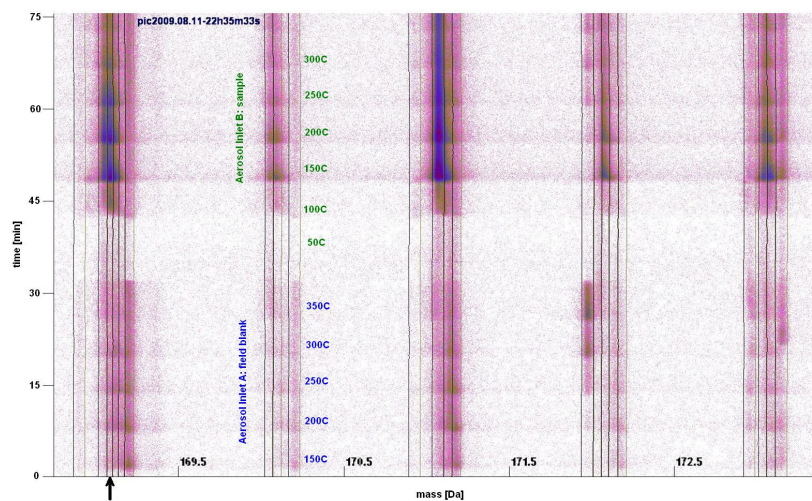 75
pic2009.08.11-22h35m33s
300C
60
250C
Aerosol Inlet B: sample
200C
150C
45
100C
time [min]
50C
30
350C
300C
Aerosol Inlet A: field blank
250C
15
200C
150C
169.5
170.5
171.5
172.5
0
mass [Da]